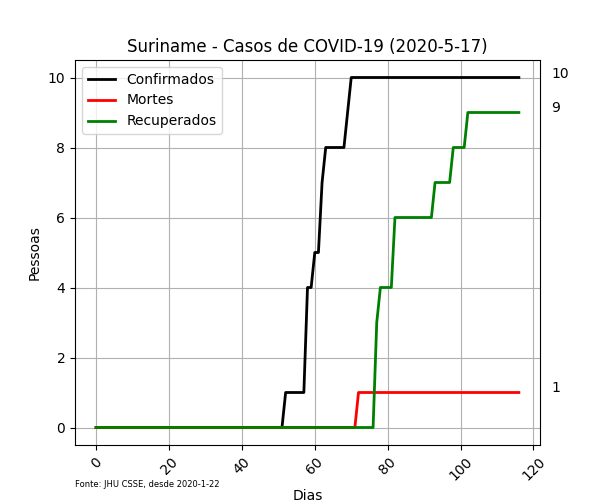 Suriname - Casos de COVID-19 (2020-5-17)
Confirmados
Mortes
Recuperados
10
8
6
4
2
0
Pessoas
10
9
1
0
20
40
60
80
100
120
Dias
Fonte: JHU CSSE, desde 2020-1-22